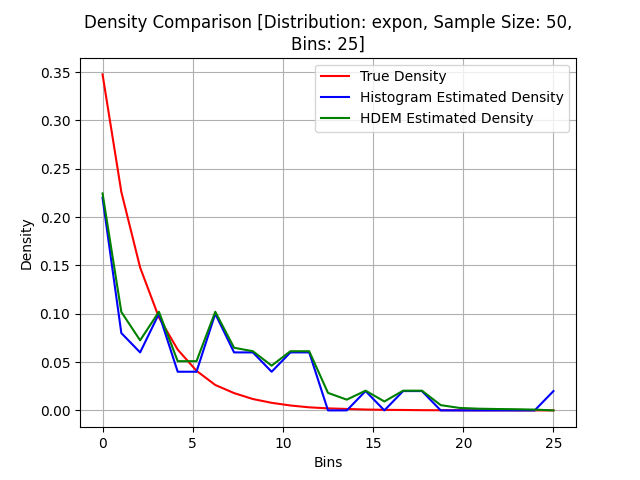 Density Comparison [Distribution: expon, Sample Size: 50,
Bins: 25]
True Density
Histogram Estimated Density
HDEM Estimated Density
Density
0.35
0.30
0.25
0.20
0.15
0.10
0.05
0.00
0 5 10 15 20 25
Bins